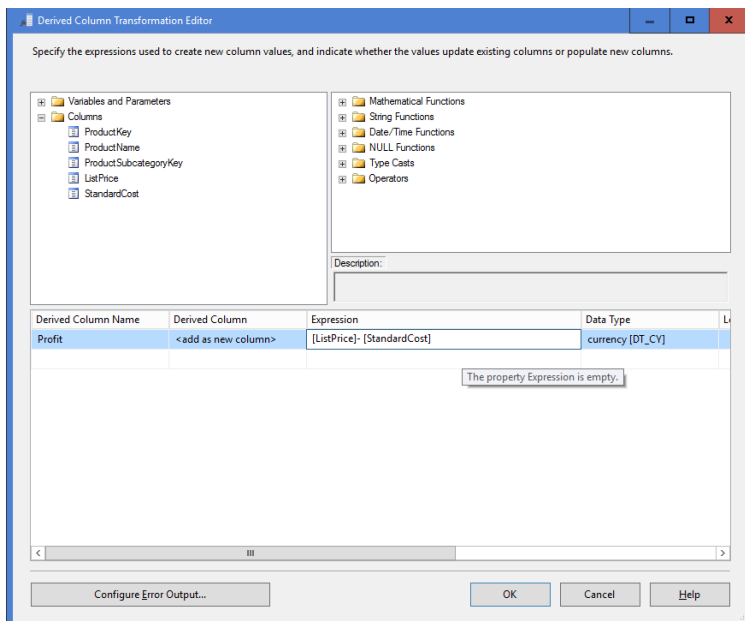 Derived Column Transformation Editor
Specify the expressions used to create new column values, and indicate whether the values update existing columns or populate new columns.
Variables and Parameters
Columns
ProductKey
ProductName
ProductSubcategoryKey
ListPrice
StandardCost
Mathematical Functions
String Functions
Date/Time Functions
NULL Functions
Type Casts
Operators
Description:
Derived Column Name Derived Column Expression Data Type
Profit <add as new column> [ListPrice]- [StandardCost] currency [DT_CY]
The property Expression is empty.
Configure Error Output... OK Cancel Help